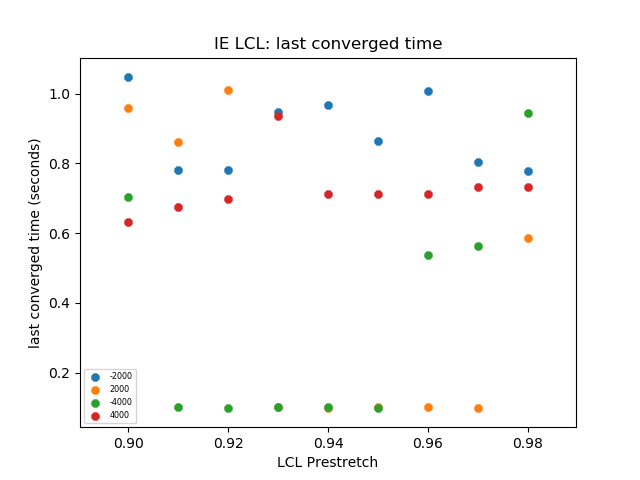 IE LCL: last converged time
last converged time (seconds)
1.0
0.8
0.6
0.4
0.2
-2000
2000
-4000
4000
0.90 0.92 0.94 0.96 0.98
LCL Prestretch